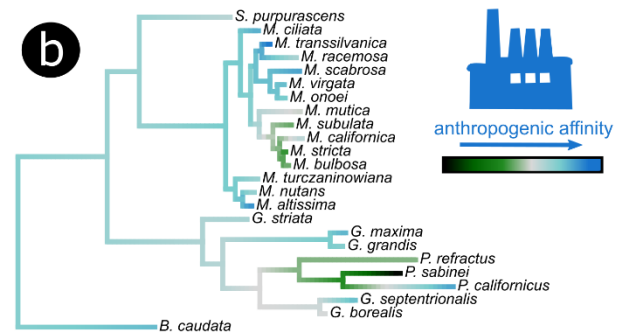 b
S. purpurascens
M. ciliata
M. transsilvanica
M. racemosa
M. scabrosa
M. virgata
M. onoei
M. mutica
M. subulata
M. californica
M. stricta
M. bulbosa
M. turczaninowiana
M. nutans
M. altissima
G. striata
G. maxima
G. grandis
P. refractus
P. sabinei
P. californicus
G. septentrionalis
G. borealis
B. caudata
anthropogenic affinity